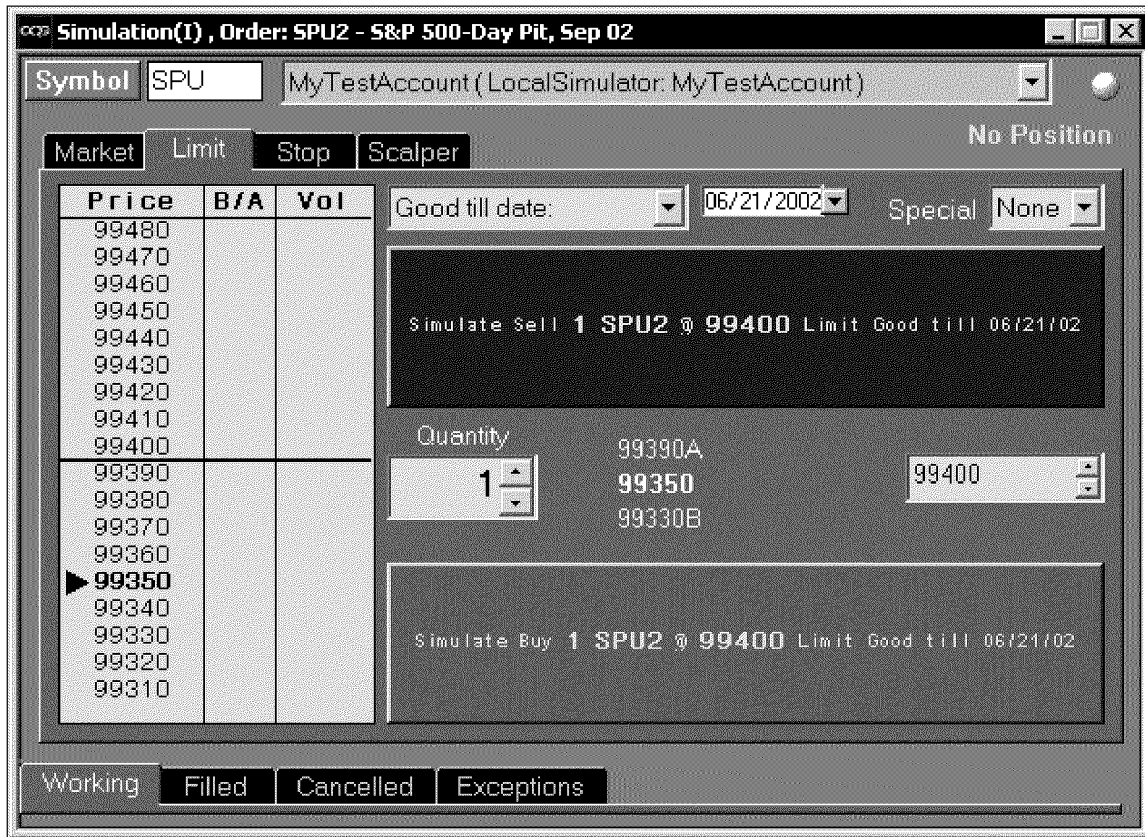 CQG Simulation(I) , Order: SPU2 - S&P 500-Day Pit, Sep 02
Symbol SPU MyTestAccount ( LocalSimulator: MyTestAccount )
No Position
Market Limit Stop Scalper
Price B/A Vol
Good till date: 06/21/2002 Special None
99480
99470
99460
99450
99440
99430
99420
99410
99400
99390
99380
99370
99360
99350
99340
99330
99320
99310
Simulate Sell 1 SPU2 @ 99400 Limit Good till 06/21/02
Quantity
1
99390A
99350
99330B
99400
Simulate Buy 1 SPU2 @ 99400 Limit Good till 06/21/02
Working Filled Cancelled Exceptions